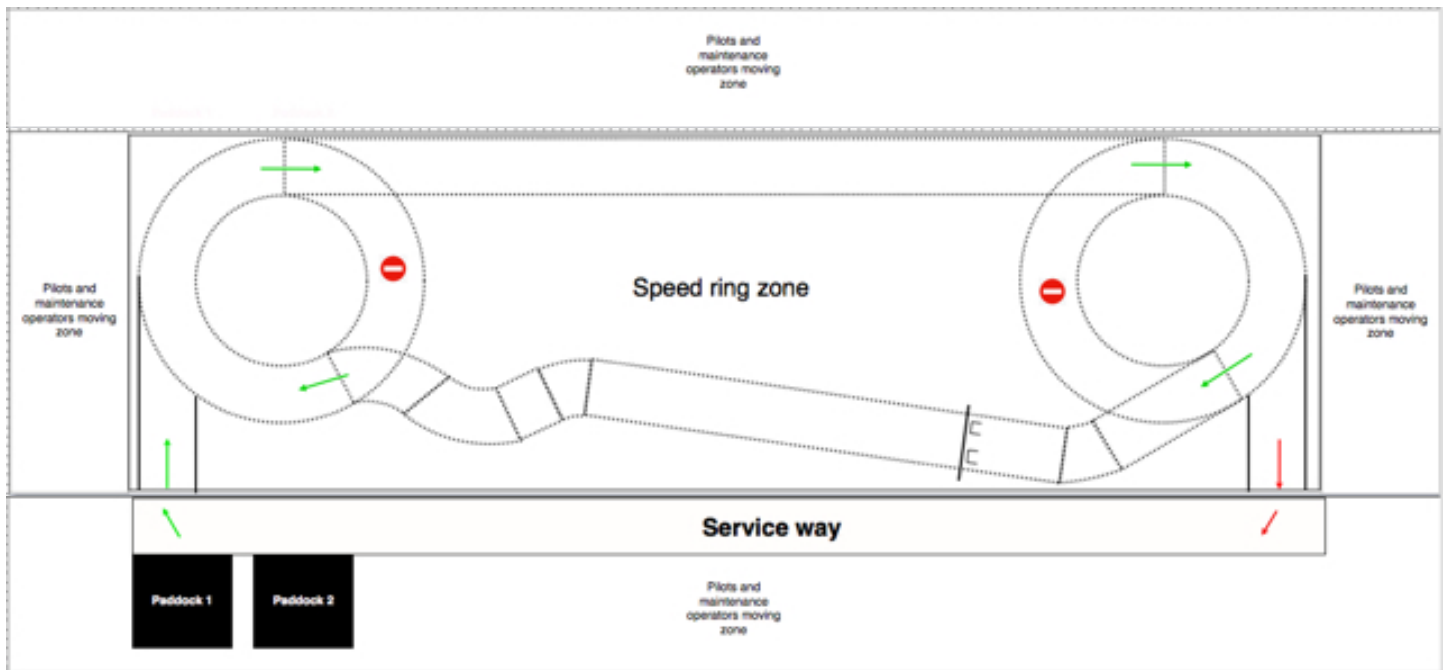 Pilots and
maintenance
operators moving
zone
Pilots and
maintenance
operators moving
zone
Speed ring zone
Pilots and
maintenance
operators moving
zone
Service way
Paddock 1
Paddock 2
Pilots and
maintenance
operators moving
zone